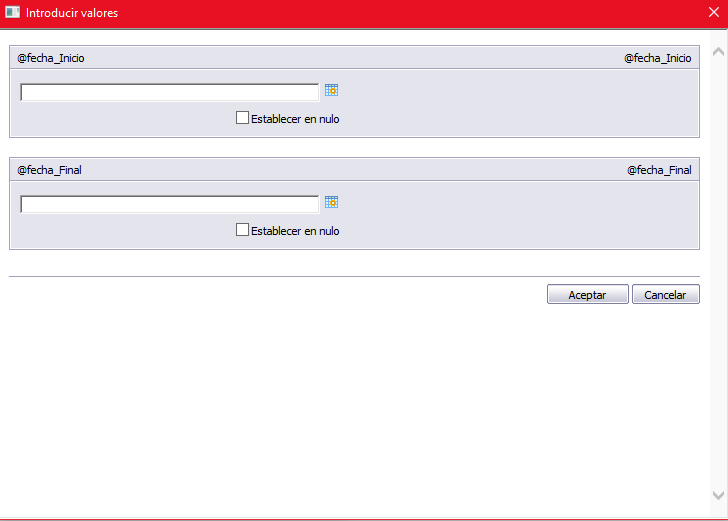 Introducir valores
@fecha_Inicio @fecha_Inicio
Establecer en nulo
@fecha_Final @fecha_Final
Establecer en nulo
Aceptar Cancelar